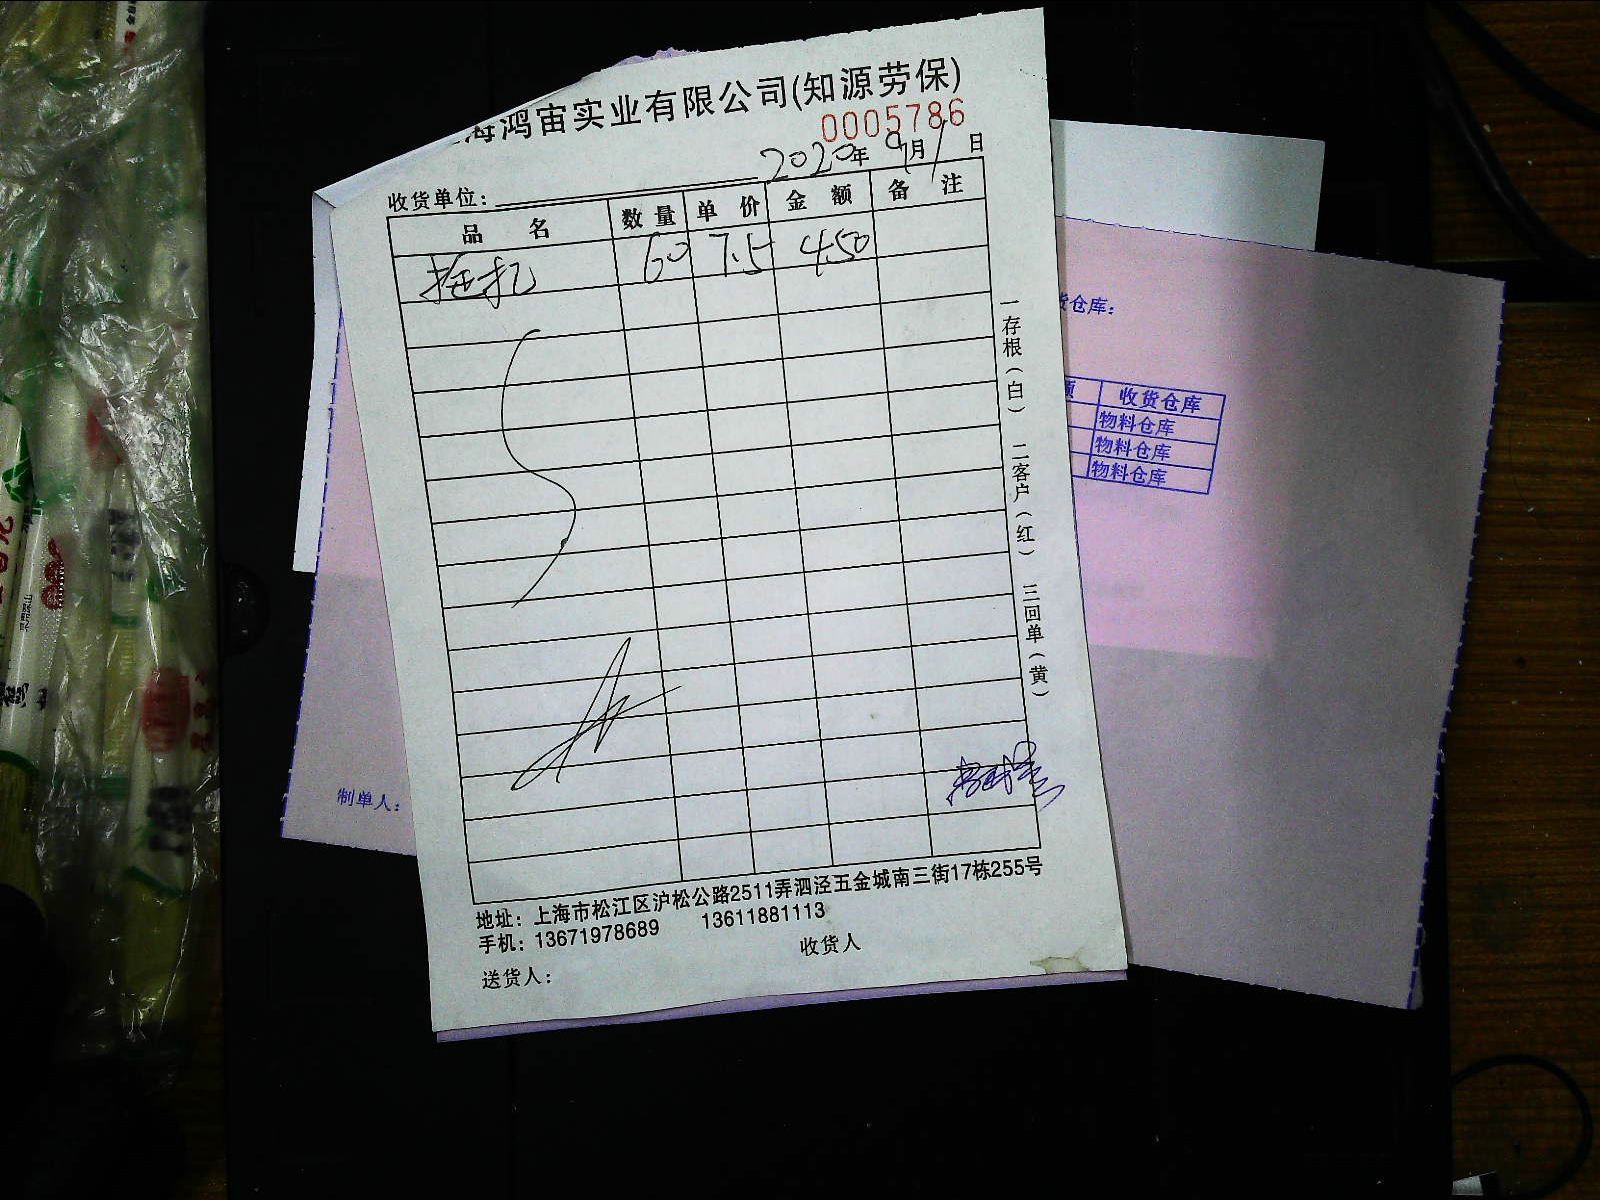 海鸿宙实业有限公司(知源劳保)
0005786
2020年 9月 1日
收货单位：
品 名 数量 单价 金额 备注
60 7.5 450
一存根（白） 二客户（红） 三回单（黄）
地址：上海市松江区沪松公路2511弄泗泾五金城南三街17栋255号
手机：13671978689 13611881113
收货人
送货人：
货仓库：
额 收货仓库
物料仓库
物料仓库
物料仓库
制单人：